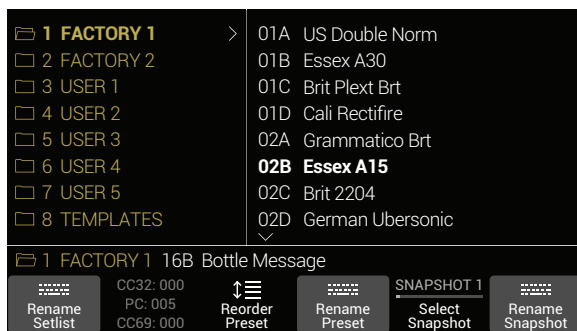 1 FACTORY 1 >
2 FACTORY 2
3 USER 1
4 USER 2
5 USER 3
6 USER 4
7 USER 5
8 TEMPLATES
01A US Double Norm
01B Essex A30
01C Brit Plext Brt
01D Cali Rectifire
02A Grammatico Brt
02B Essex A15
02C Brit 2204
02D German Ubersonic
1 FACTORY 1 16B Bottle Message
Rename
Setlist
CC32: 000
PC: 005
CC69: 000
Reorder
Preset
Rename
Preset
SNAPSHOT 1
Select
Snapshot
Rename
Snapshot